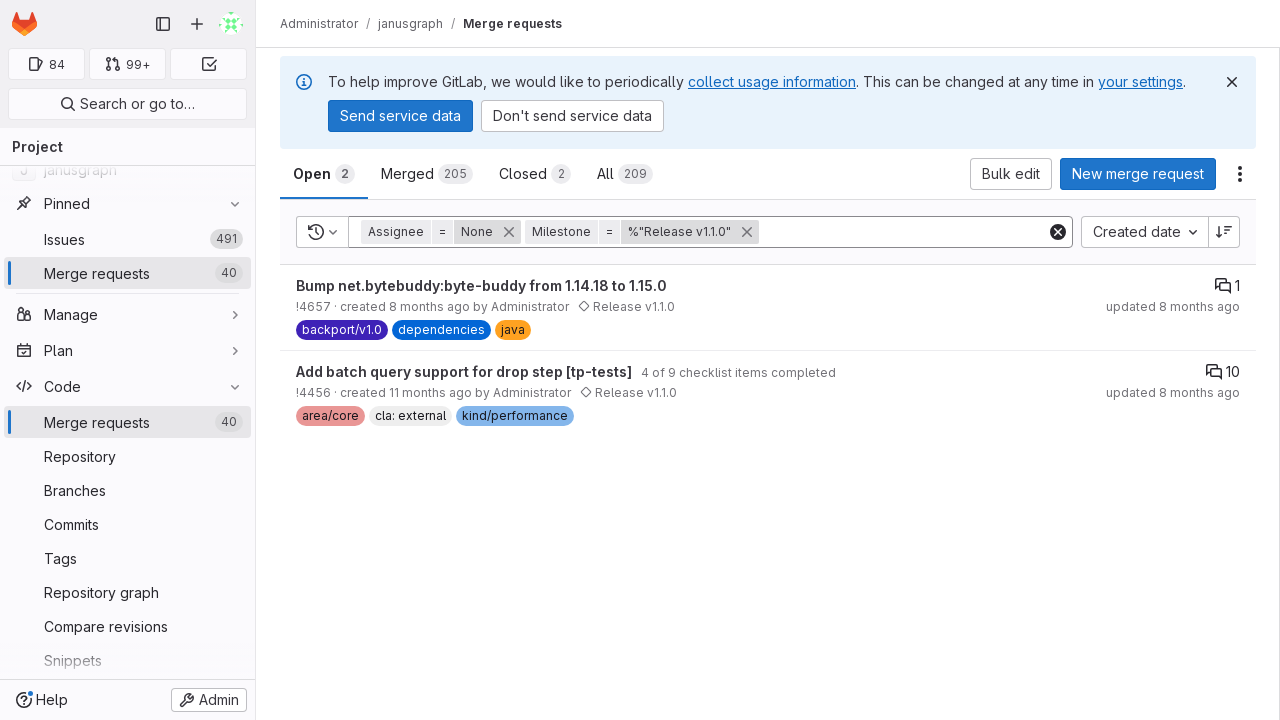 Administrator / janusgraph / Merge requests
84
99+
Search or go to…
Project
janusgraph
Pinned
Issues 491
Merge requests 40
Manage
Plan
Code
Merge requests 40
Repository
Branches
Commits
Tags
Repository graph
Compare revisions
Snippets
Help
Admin
To help improve GitLab, we would like to periodically collect usage information. This can be changed at any time in your settings.
Send service data
Don't send service data
Open 2
Merged 205
Closed 2
All 209
Bulk edit
New merge request
Assignee = None
Milestone = %"Release v1.1.0"
Created date
Bump net.bytebuddy:byte-buddy from 1.14.18 to 1.15.0
1
!4657 · created 8 months ago by Administrator Release v1.1.0
updated 8 months ago
backport/v1.0 dependencies java
Add batch query support for drop step [tp-tests] 4 of 9 checklist items completed
10
!4456 · created 11 months ago by Administrator Release v1.1.0
updated 8 months ago
area/core cla: external kind/performance